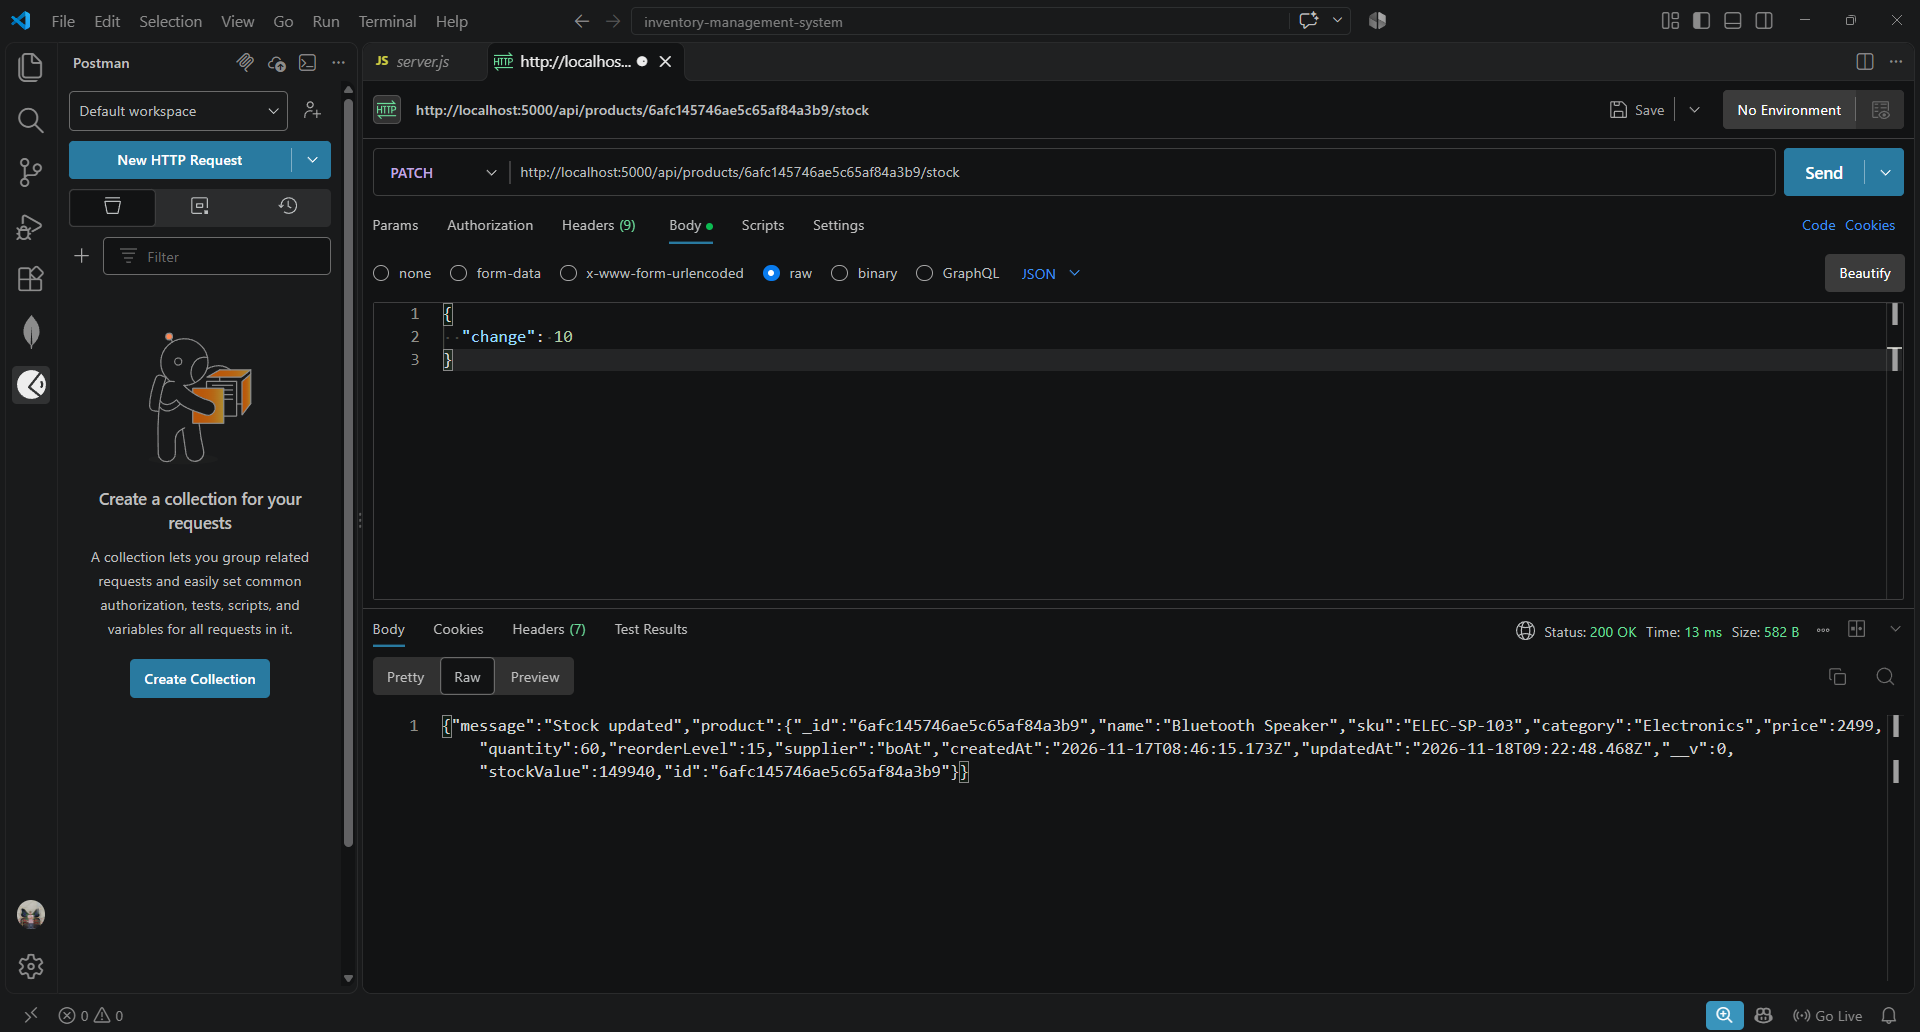 File Edit Selection View Go Run Terminal Help
inventory-management-system
Postman
JS server.js
HTTP http://localhos...
Default workspace
HTTP http://localhost:5000/api/products/6afc145746ae5c65af84a3b9/stock
Save
No Environment
New HTTP Request
PATCH
http://localhost:5000/api/products/6afc145746ae5c65af84a3b9/stock
Send
Params Authorization Headers (9) Body Scripts Settings
Code Cookies
Filter
none form-data x-www-form-urlencoded raw binary GraphQL JSON
Beautify
1 {
2 "change": 10
3 }
Create a collection for your
requests
A collection lets you group related
requests and easily set common
authorization, tests, scripts, and
variables for all requests in it.
Create Collection
Body Cookies Headers (7) Test Results
Status: 200 OK Time: 13 ms Size: 582 B
Pretty Raw Preview
1 {"message":"Stock updated","product":{"_id":"6afc145746ae5c65af84a3b9","name":"Bluetooth Speaker","sku":"ELEC-SP-103","category":"Electronics","price":2499,
"quantity":60,"reorderLevel":15,"supplier":"boAt","createdAt":"2026-11-17T08:46:15.173Z","updatedAt":"2026-11-18T09:22:48.468Z","__v":0,
"stockValue":149940,"id":"6afc145746ae5c65af84a3b9"}}
0 0
Go Live